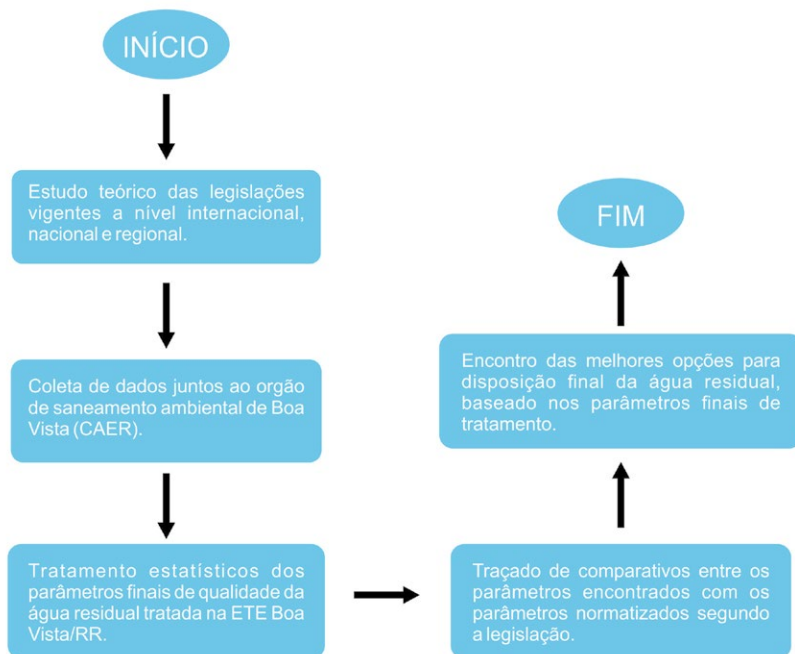 INÍCIO
Estudo teórico das legislações
vigentes a nível internacional,
nacional e regional.
Coleta de dados juntos ao orgão
de saneamento ambiental de Boa
Vista (CAER).
Tratamento estatísticos dos
parâmetros finais de qualidade da
água residual tratada na ETE Boa
Vista/RR.
Traçado de comparativos entre os
parâmetros encontrados com os
parâmetros normatizados segundo
a legislação.
Encontro das melhores opções para
disposição final da água residual,
baseado nos parâmetros finais de
tratamento.
FIM